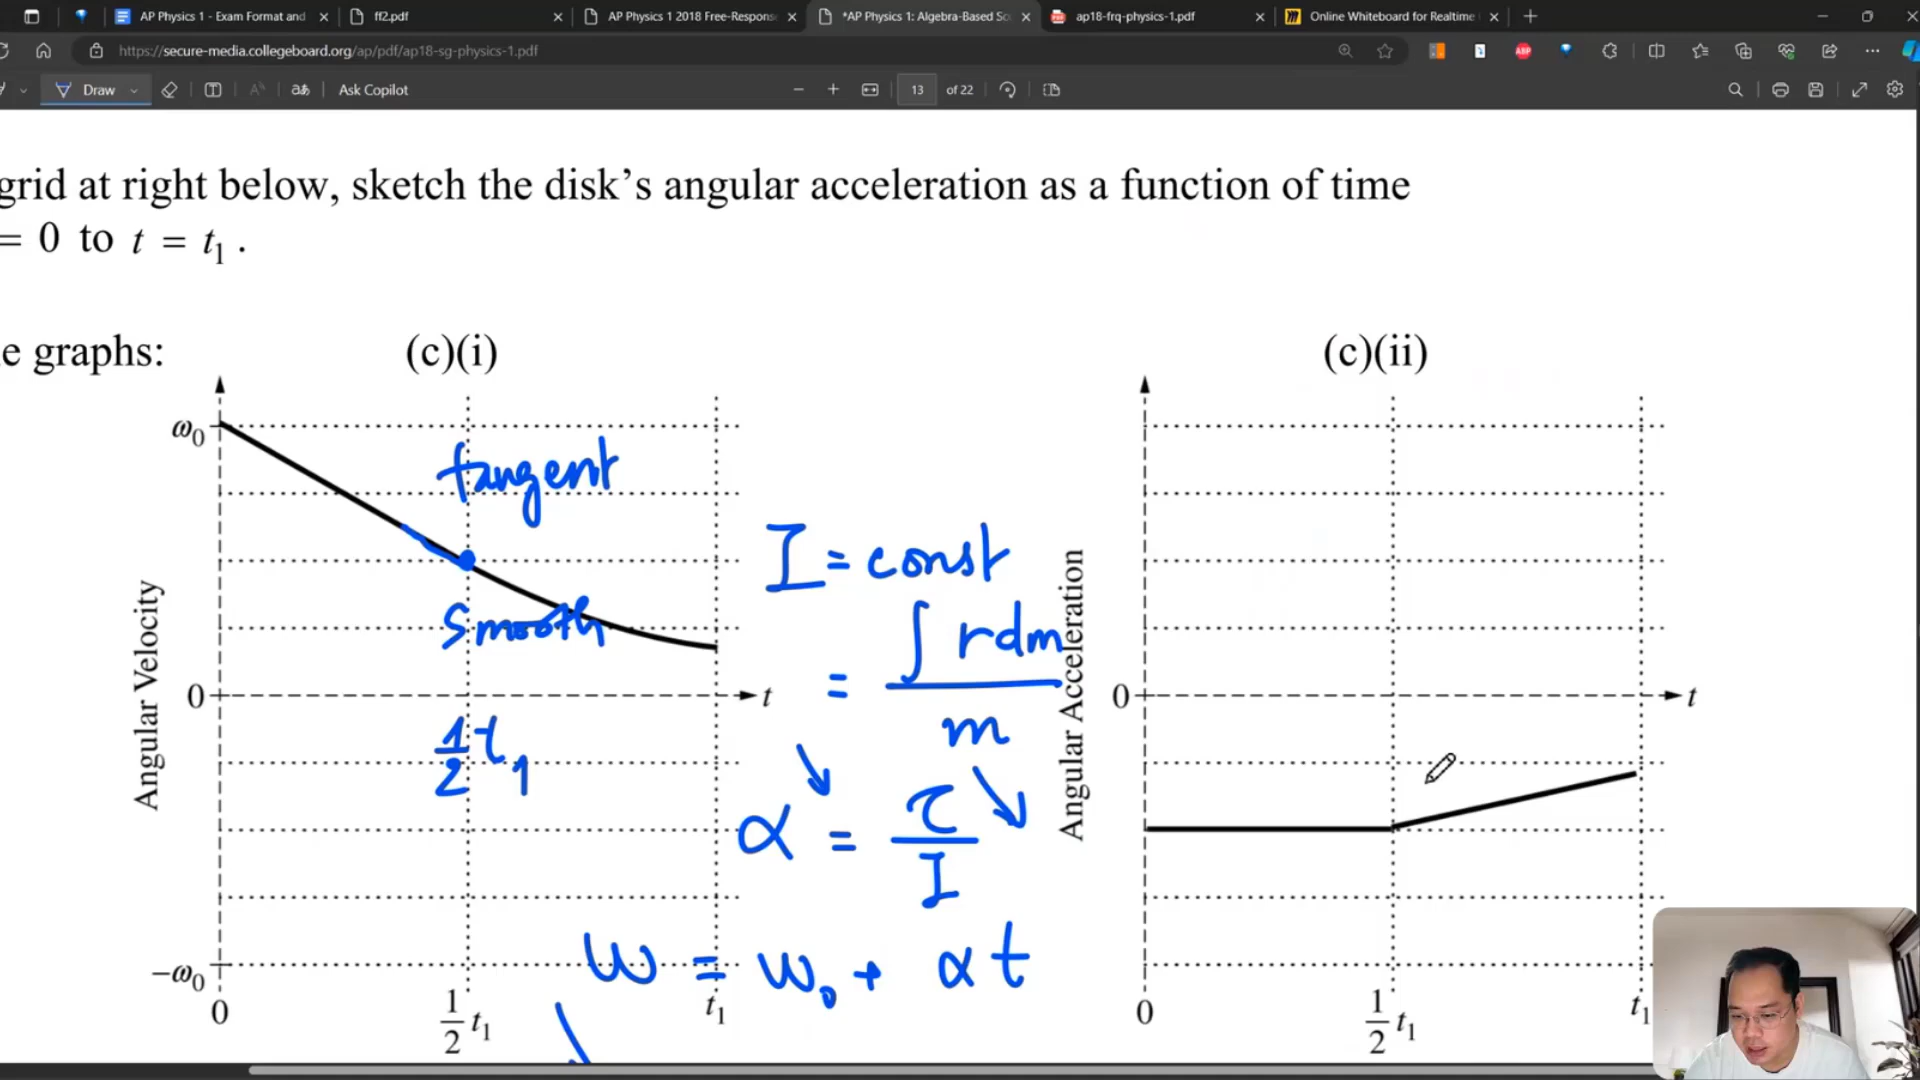 AP Physics 1 - Exam Format and
ff2.pdf
AP Physics 1 2018 Free-Respons
*AP Physics 1: Algebra-Based Sc
ap18-frq-physics-1.pdf
Online Whiteboard for Realtime
https://secure-media.collegeboard.org/ap/pdf/ap18-sg-physics-1.pdf
ABP
Draw
aあ
Ask Copilot
13 of 22
grid at right below, sketch the disk’s angular acceleration as a function of time
= 0 to t = t₁ .
e graphs:
(c)(i)
(c)(ii)
ω₀
tangent
I = const
smooth
= ∫ rdm / m
Angular Velocity
0
t
½ t₁
α = τ / I
ω = ω₀ + αt
−ω₀
0
½ t₁
t₁
Angular Acceleration
0
t
0
½ t₁
t₁